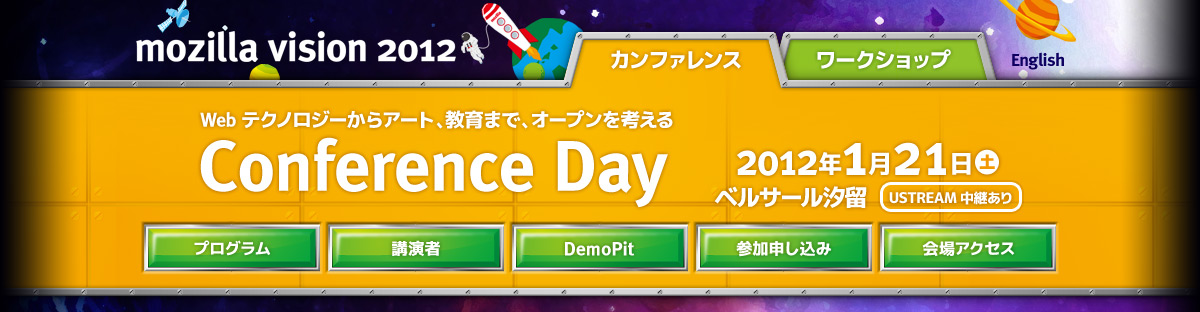 mozilla vision 2012
カンファレンス
ワークショップ
English
Web テクノロジーからアート、教育まで、オープンを考える
Conference Day
2012年1月21日土
ベルサール汐留
USTREAM 中継あり
プログラム
講演者
DemoPit
参加申し込み
会場アクセス